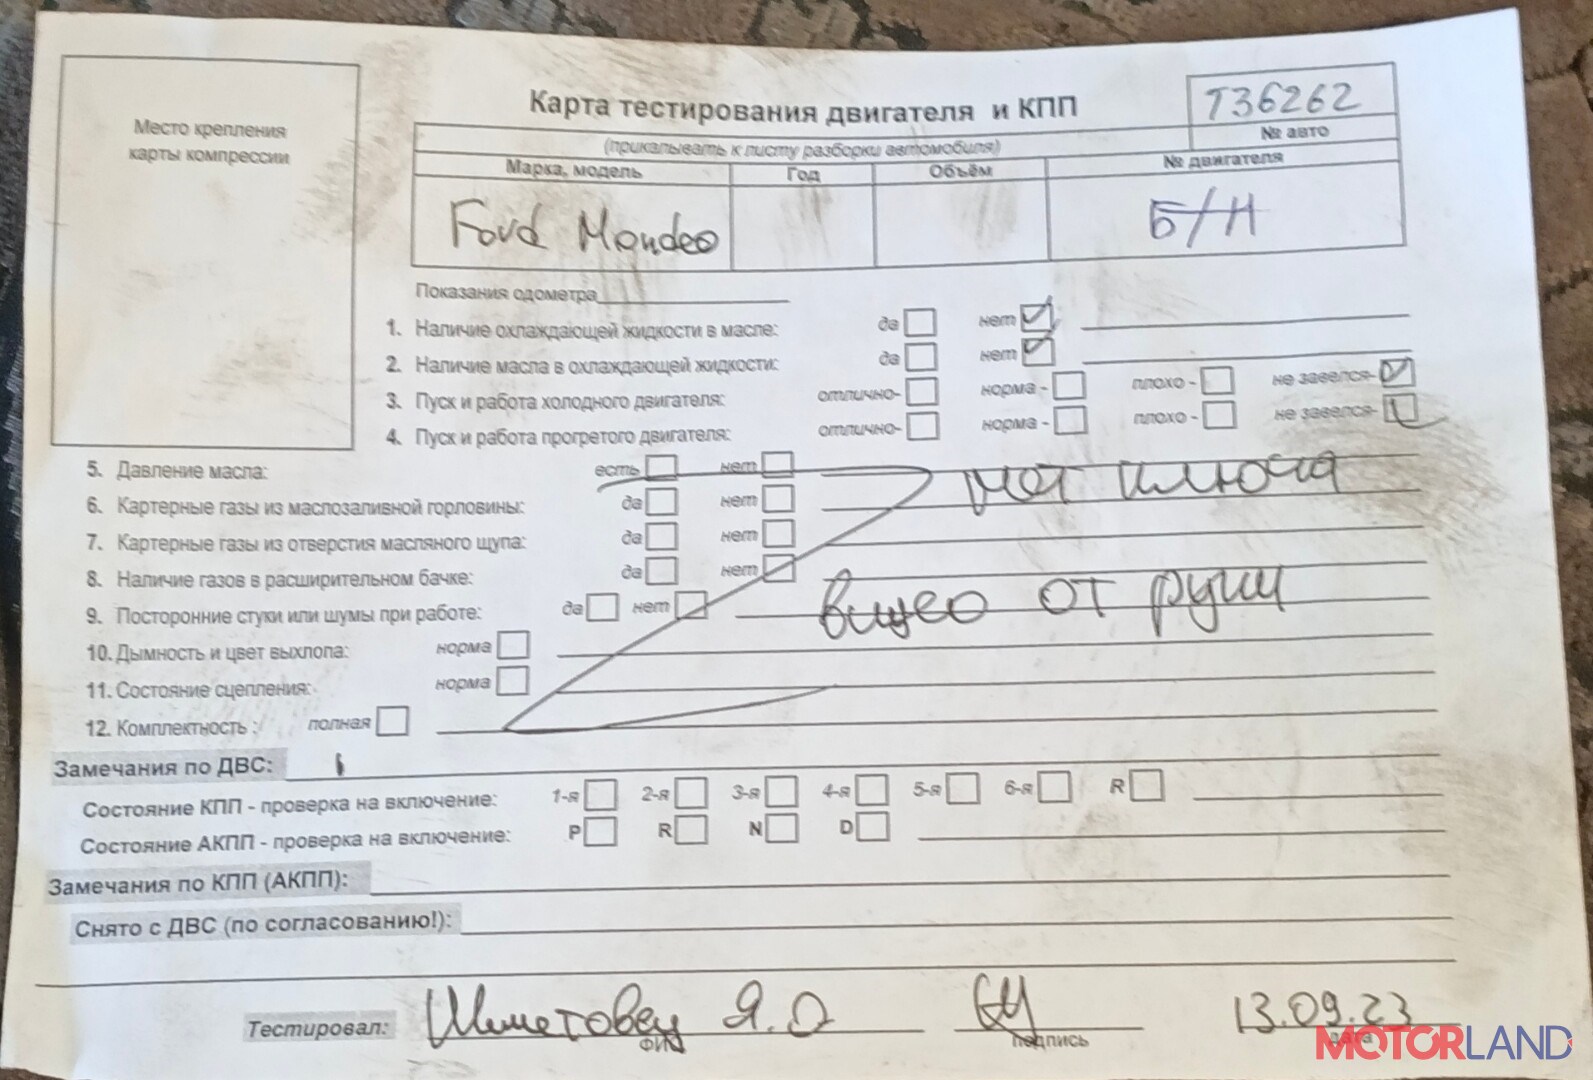 Место крепления
карты компрессии
Карта тестирования двигателя и КПП
T36262
№ авто
(прикалывать к листу разборки автомобиля)
Марка, модель Год Объём № двигателя
Ford Mondeo Б/Н
Показания одометра
1. Наличие охлаждающей жидкости в масле: да нет
2. Наличие масла в охлаждающей жидкости: да нет
3. Пуск и работа холодного двигателя: отлично- норма - плохо - не завелся-
4. Пуск и работа прогретого двигателя: отлично- норма - плохо - не завелся-
5. Давление масла: есть нет
нет ключа
6. Картерные газы из маслозаливной горловины: да нет
7. Картерные газы из отверстия масляного щупа: да нет
8. Наличие газов в расширительном бачке: да нет
9. Посторонние стуки или шумы при работе: да нет
видео от руки
10. Дымность и цвет выхлопа: норма
11. Состояние сцепления: норма
12. Комплектность : полная
Замечания по ДВС:
Состояние КПП - проверка на включение: 1-я 2-я 3-я 4-я 5-я 6-я R
Состояние АКПП - проверка на включение: P R N D
Замечания по КПП (АКПП):
Снято с ДВС (по согласованию!):
Тестировал: Я.О 13.09.23
ФИО подпись дата
MOTORLAND